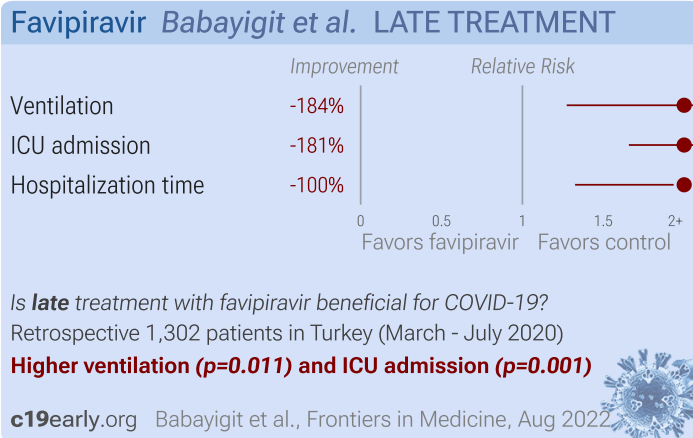 Favipiravir Babayigit et al. LATE TREATMENT
Improvement Relative Risk
Ventilation -184%
ICU admission -181%
Hospitalization time -100%
0 0.5 1 1.5 2+
Favors favipiravir Favors control
Is late treatment with favipiravir beneficial for COVID-19?
Retrospective 1,302 patients in Turkey (March - July 2020)
Higher ventilation (p=0.011) and ICU admission (p=0.001)
c19early.org Babayigit et al., Frontiers in Medicine, Aug 2022